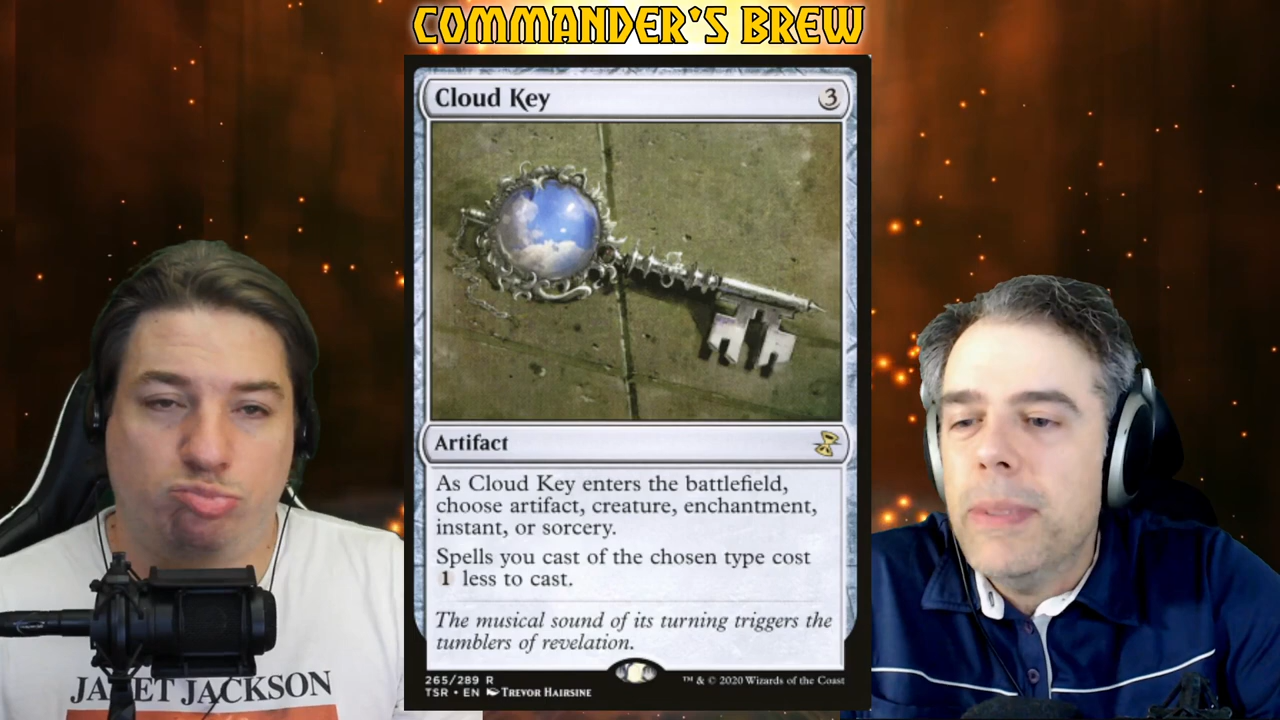 COMMANDER'S BREW
Cloud Key 3
Artifact
As Cloud Key enters the battlefield,
choose artifact, creature, enchantment,
instant, or sorcery.
Spells you cast of the chosen type cost
1 less to cast.
The musical sound of its turning triggers the
tumblers of revelation.
265/289 R
TSR • EN Trevor Hairsine
™ & © 2020 Wizards of the Coast
JANET JACKSON